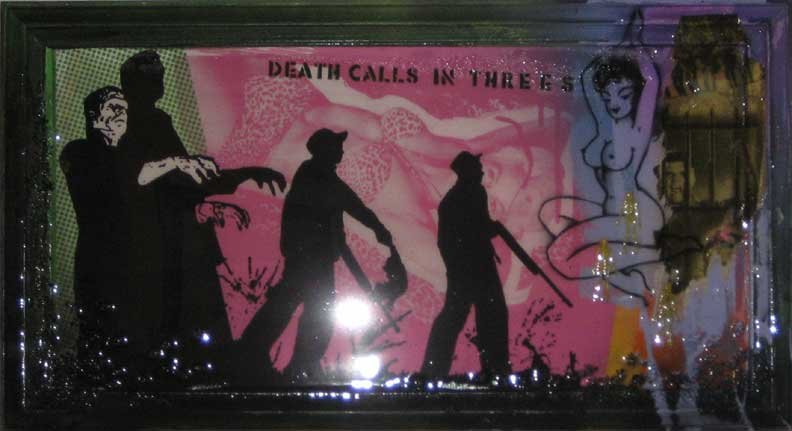 DEATH CALLS IN THREES